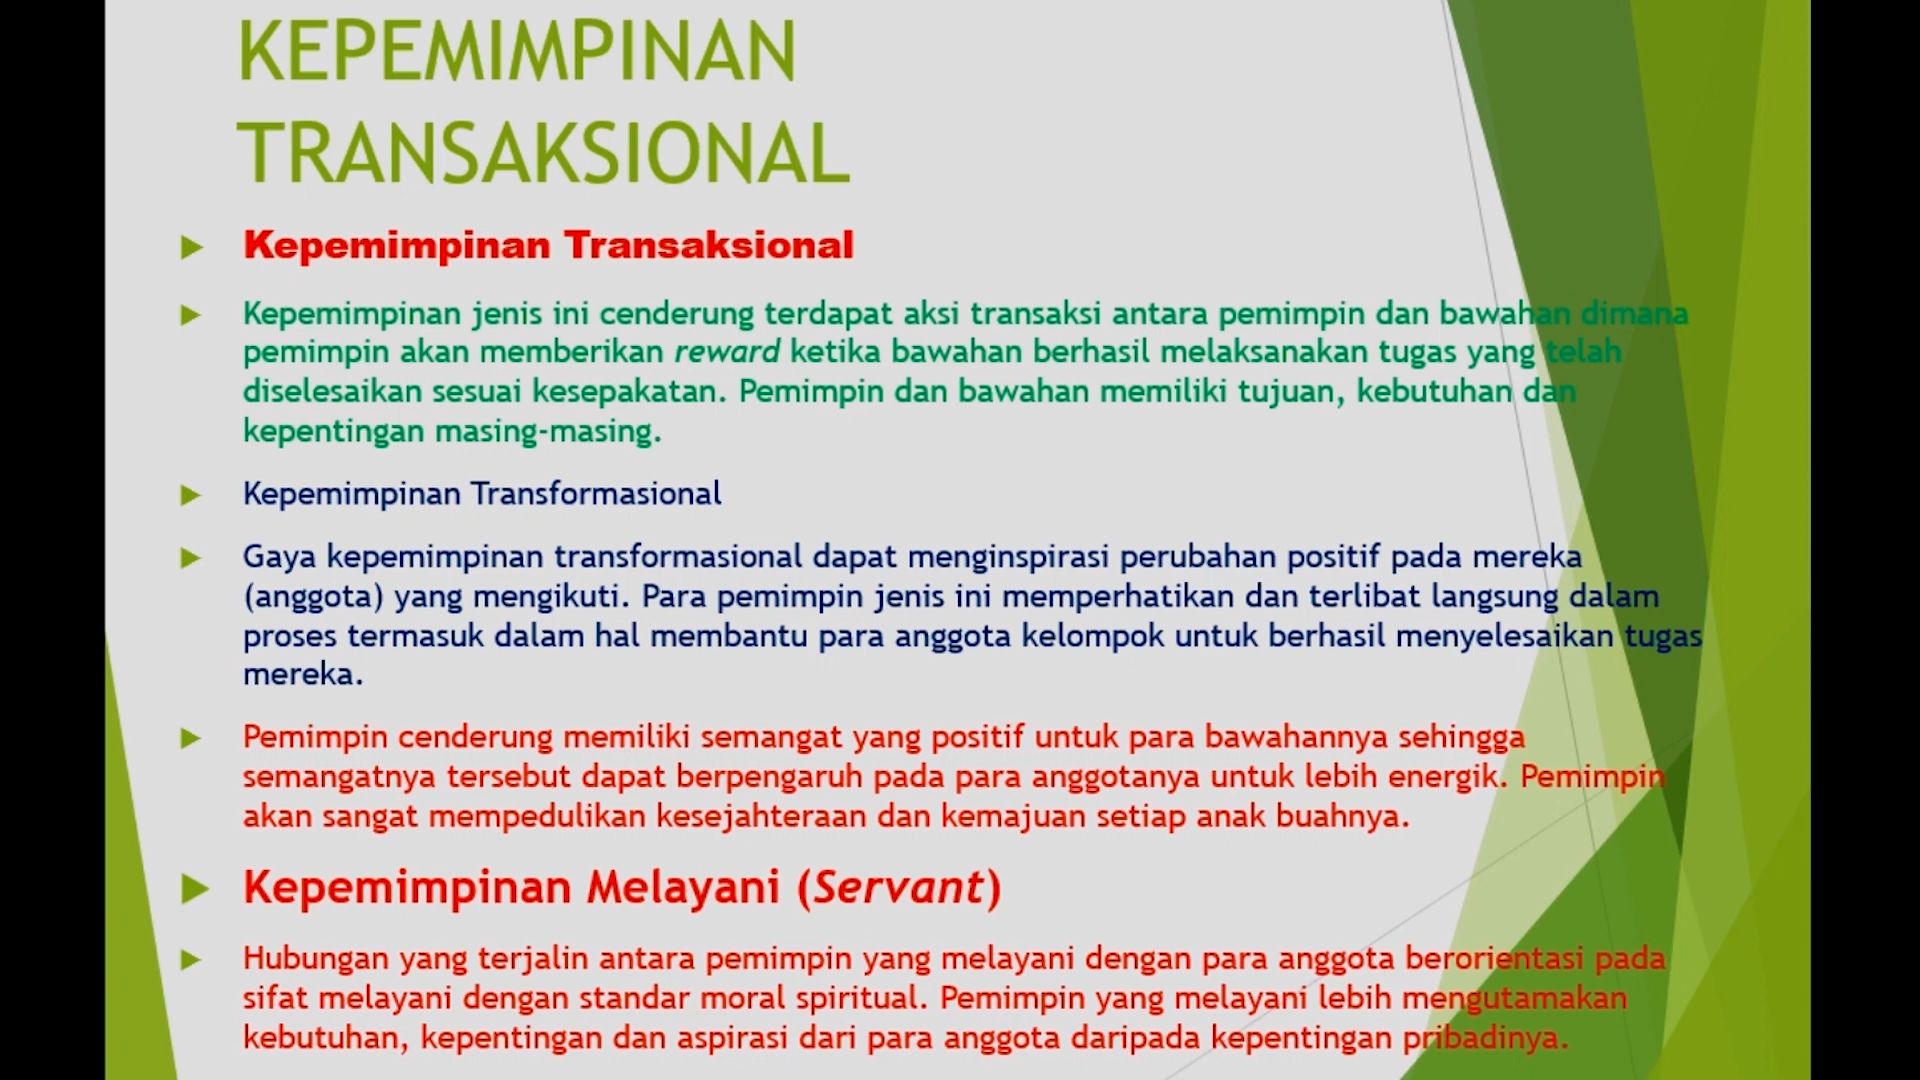 KEPEMIMPINAN
TRANSAKSIONAL
Kepemimpinan Transaksional
Kepemimpinan jenis ini cenderung terdapat aksi transaksi antara pemimpin dan bawahan dimana
pemimpin akan memberikan reward ketika bawahan berhasil melaksanakan tugas yang telah
diselesaikan sesuai kesepakatan. Pemimpin dan bawahan memiliki tujuan, kebutuhan dan
kepentingan masing-masing.
Kepemimpinan Transformasional
Gaya kepemimpinan transformasional dapat menginspirasi perubahan positif pada mereka
(anggota) yang mengikuti. Para pemimpin jenis ini memperhatikan dan terlibat langsung dalam
proses termasuk dalam hal membantu para anggota kelompok untuk berhasil menyelesaikan tugas
mereka.
Pemimpin cenderung memiliki semangat yang positif untuk para bawahannya sehingga
semangatnya tersebut dapat berpengaruh pada para anggotanya untuk lebih energik. Pemimpin
akan sangat mempedulikan kesejahteraan dan kemajuan setiap anak buahnya.
Kepemimpinan Melayani (Servant)
Hubungan yang terjalin antara pemimpin yang melayani dengan para anggota berorientasi pada
sifat melayani dengan standar moral spiritual. Pemimpin yang melayani lebih mengutamakan
kebutuhan, kepentingan dan aspirasi dari para anggota daripada kepentingan pribadinya.